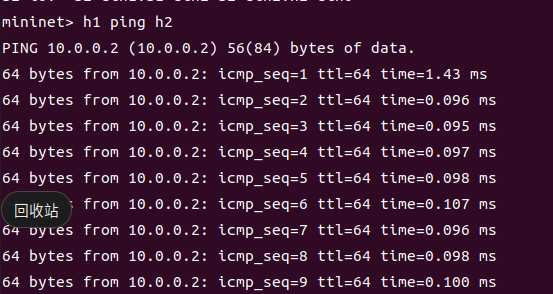 mininet> h1 ping h2
PING 10.0.0.2 (10.0.0.2) 56(84) bytes of data.
64 bytes from 10.0.0.2: icmp_seq=1 ttl=64 time=1.43 ms
64 bytes from 10.0.0.2: icmp_seq=2 ttl=64 time=0.096 ms
64 bytes from 10.0.0.2: icmp_seq=3 ttl=64 time=0.095 ms
64 bytes from 10.0.0.2: icmp_seq=4 ttl=64 time=0.097 ms
64 bytes from 10.0.0.2: icmp_seq=5 ttl=64 time=0.098 ms
回收站
s from 10.0.0.2: icmp_seq=6 ttl=64 time=0.107 ms
64 bytes from 10.0.0.2: icmp_seq=7 ttl=64 time=0.096 ms
64 bytes from 10.0.0.2: icmp_seq=8 ttl=64 time=0.098 ms
64 bytes from 10.0.0.2: icmp_seq=9 ttl=64 time=0.100 ms